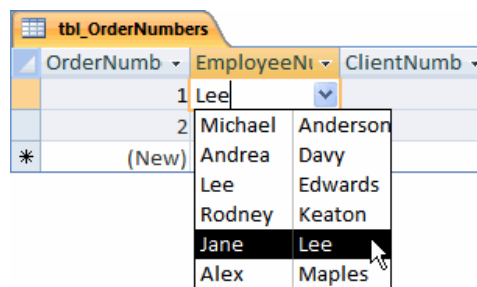 tbl_OrderNumbers
OrderNumb EmployeeNu ClientNumb
1 Lee
2
(New)
Michael Anderson
Andrea Davy
Lee Edwards
Rodney Keaton
Jane Lee
Alex Maples